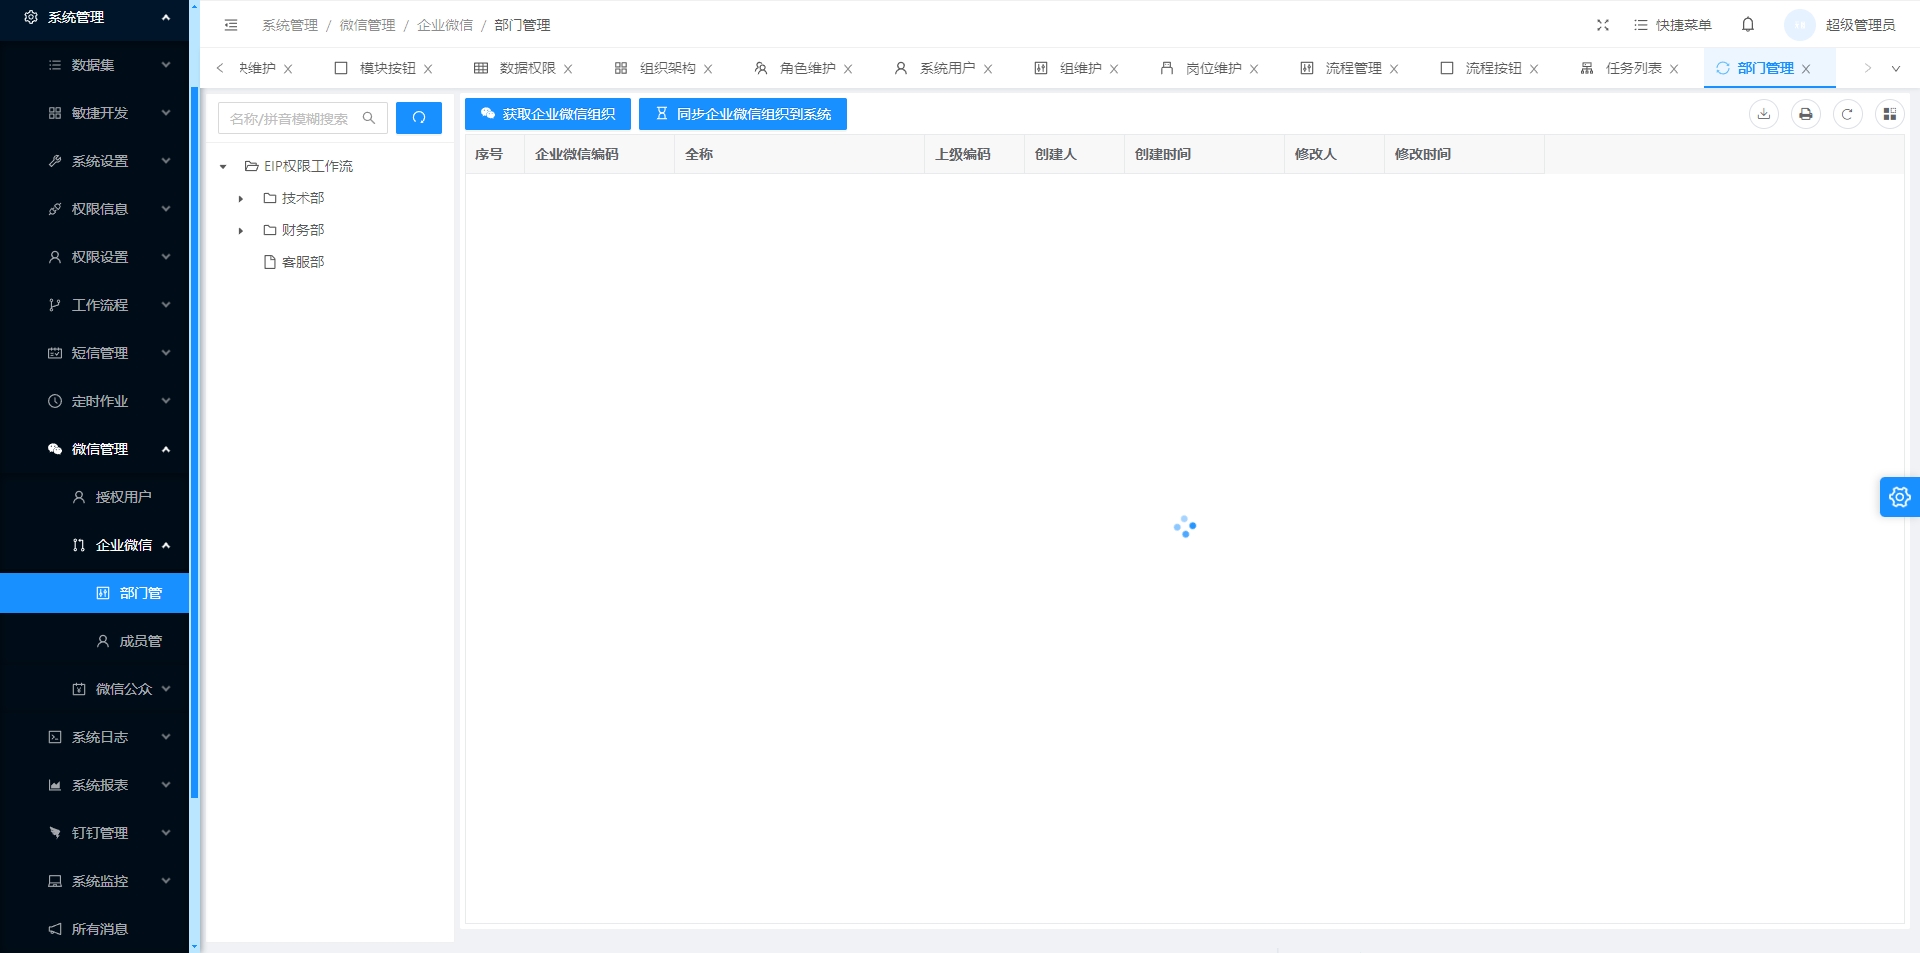 系统管理
数据集
敏捷开发
系统设置
权限信息
权限设置
工作流程
短信管理
定时作业
微信管理
授权用户
企业微信
部门管
成员管
微信公众
系统日志
系统报表
钉钉管理
系统监控
所有消息
系统管理 / 微信管理 / 企业微信 / 部门管理
快捷菜单 超级管理员
块维护 模块按钮 数据权限 组织架构 角色维护 系统用户 组维护 岗位维护 流程管理 流程按钮 任务列表 部门管理
名称/拼音模糊搜索
EIP权限工作流
技术部
财务部
客服部
获取企业微信组织 同步企业微信组织到系统
序号 企业微信编码 全称 上级编码 创建人 创建时间 修改人 修改时间